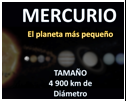 MERCURIO
El planeta más pequeño
TAMAÑO
4 900 km de
Diámetro